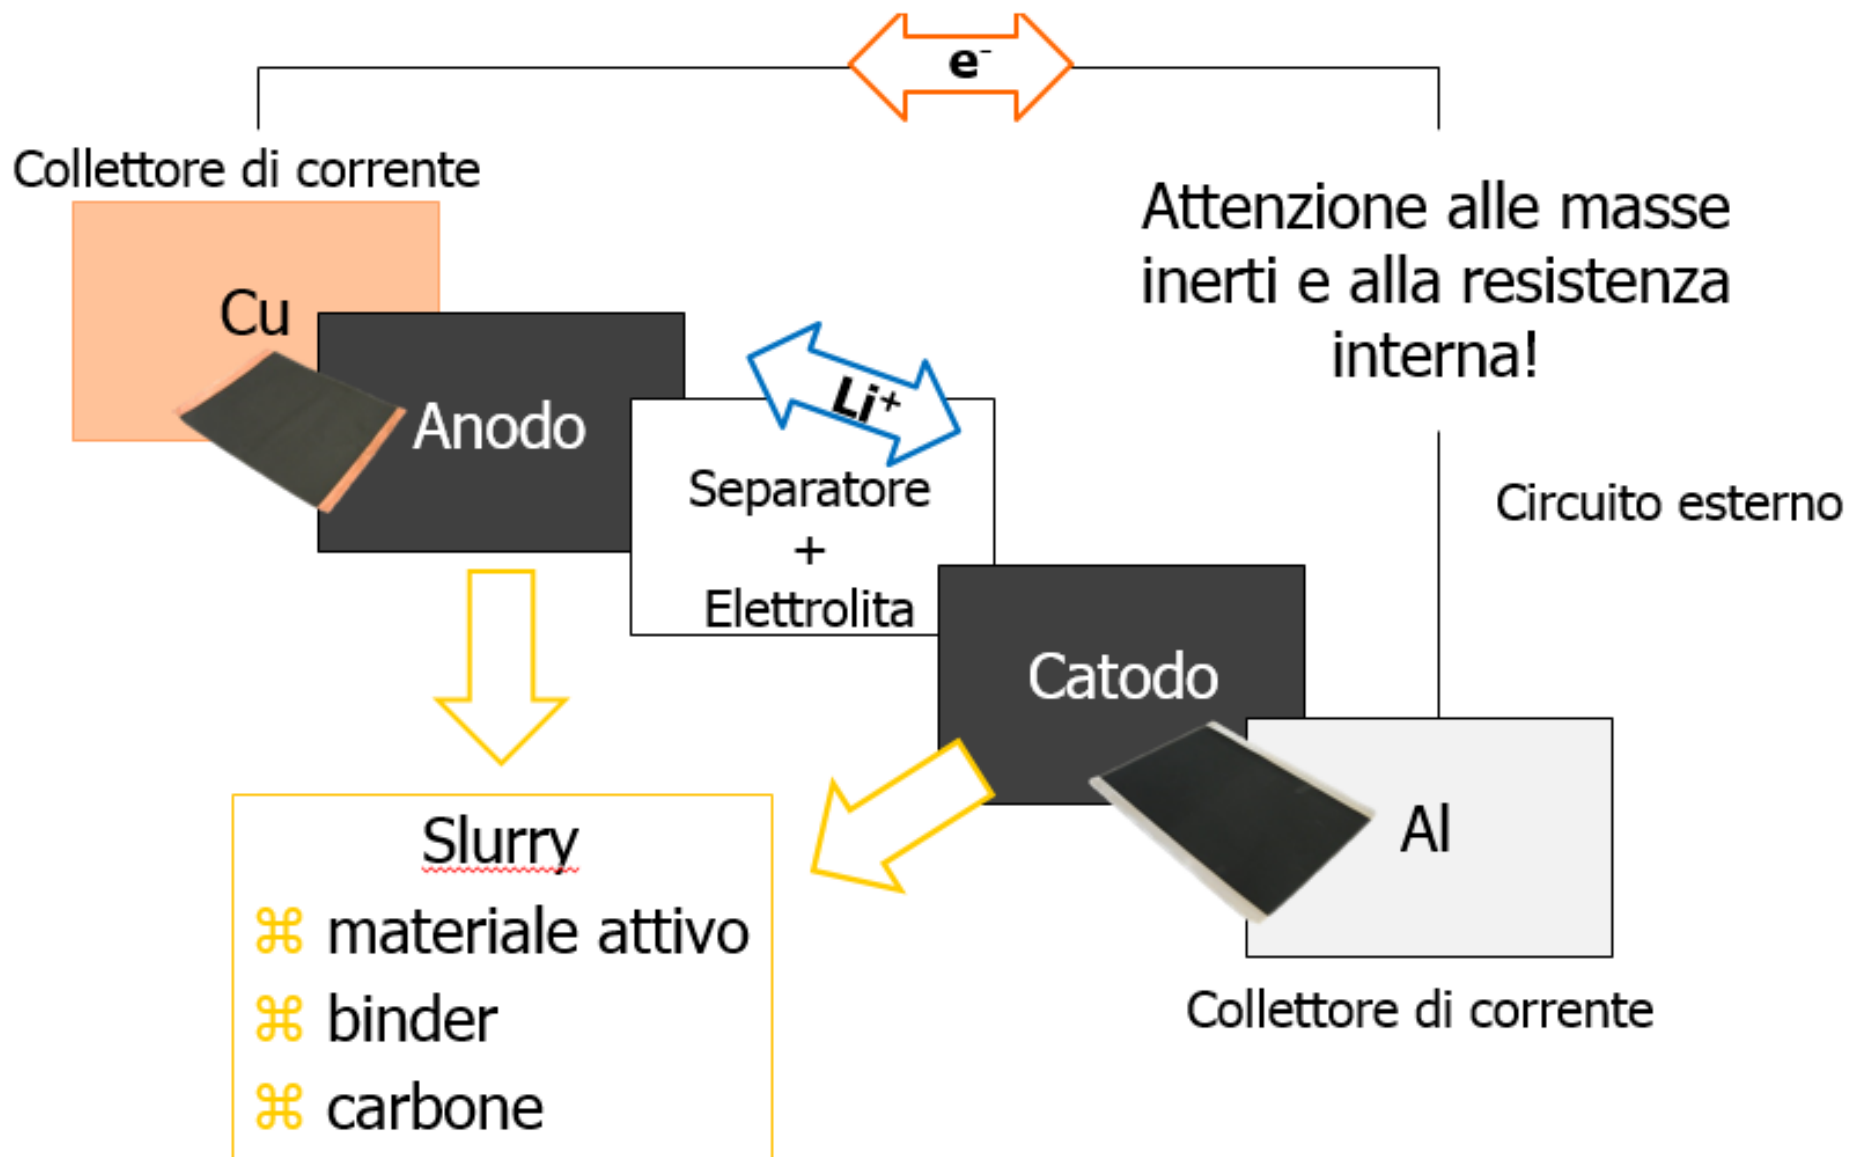 e⁻
Collettore di corrente
Attenzione alle masse
inerti e alla resistenza
interna!
Cu
Li⁺
Anodo
Separatore
+
Elettrolita
Circuito esterno
Catodo
Al
Slurry
⌘ materiale attivo
⌘ binder
⌘ carbone
Collettore di corrente